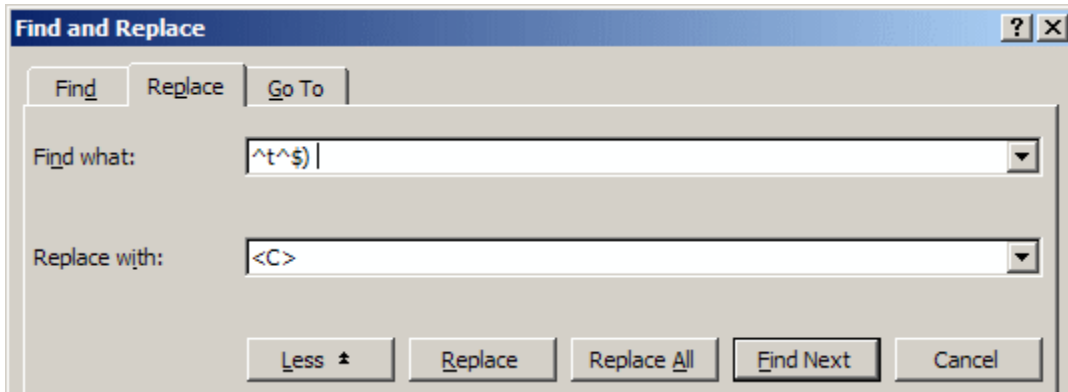 Find and Replace
Find Replace Go To
Find what: ^t^$)
Replace with: <C>
Less Replace Replace All Find Next Cancel